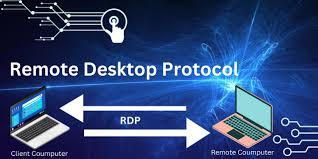 Remote Desktop Protocol
RDP
Client Coumputer
Remote Coumputer